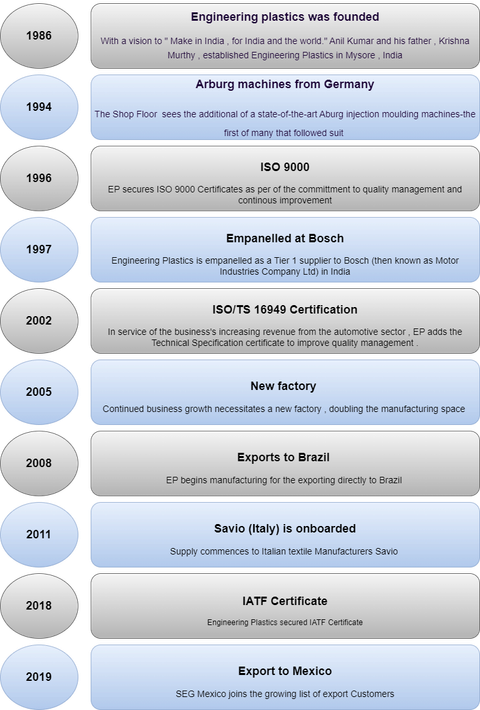 1986
Engineering plastics was founded
With a vision to " Make in India , for India and the world." Anil Kumar and his father , Krishna
Murthy , established Engineering Plastics in Mysore , India
1994
Arburg machines from Germany
The Shop Floor sees the additional of a state-of-the-art Aburg injection moulding machines-the
first of many that followed suit
1996
ISO 9000
EP secures ISO 9000 Certificates as per of the committment to quality management and
continous improvement
1997
Empanelled at Bosch
Engineering Plastics is empanelled as a Tier 1 supplier to Bosch (then known as Motor
Industries Company Ltd) in India
2002
ISO/TS 16949 Certification
In service of the business's increasing revenue from the automotive sector , EP adds the
Technical Specification certificate to improve quality management .
2005
New factory
Continued business growth necessitates a new factory , doubling the manufacturing space
2008
Exports to Brazil
EP begins manufacturing for the exporting directly to Brazil
2011
Savio (Italy) is onboarded
Supply commences to Italian textile Manufacturers Savio
2018
IATF Certificate
Engineering Plastics secured IATF Certificate
2019
Export to Mexico
SEG Mexico joins the growing list of export Customers